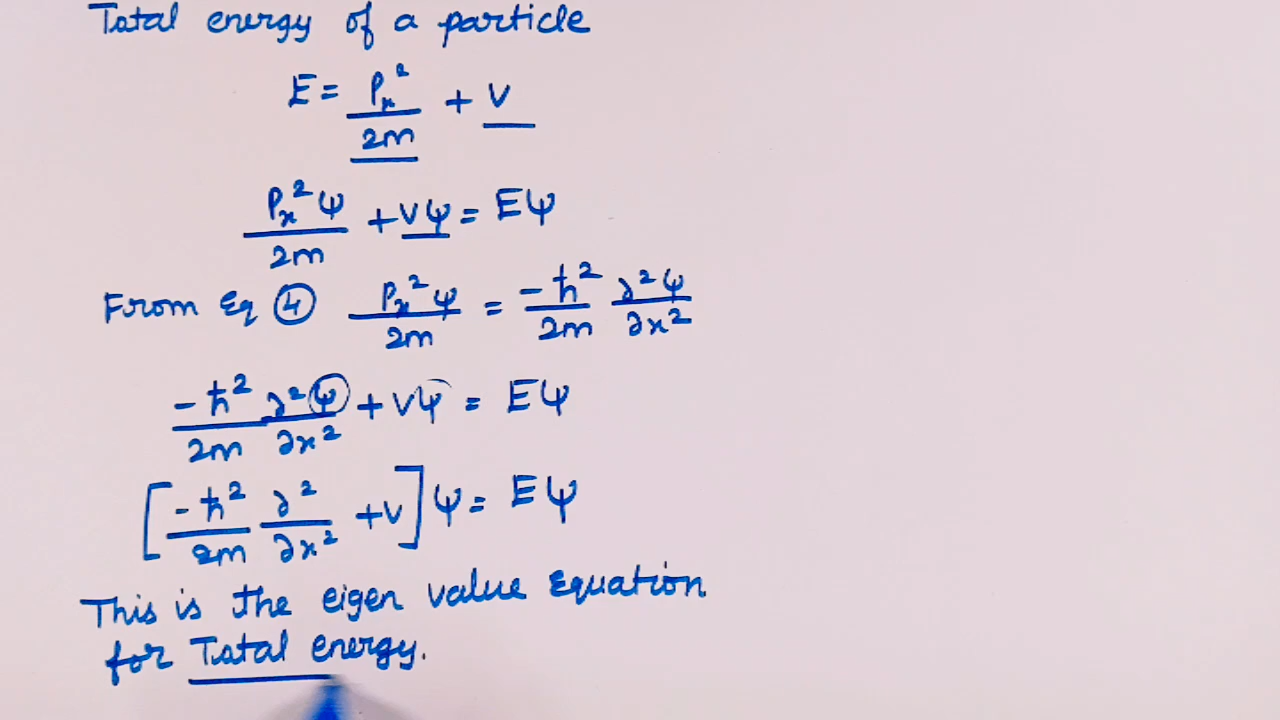 Total energy of a particle
E = Pₓ²/2m + V
Pₓ²ψ/2m + Vψ = Eψ
From Eq ④ Pₓ²ψ/2m = -ħ²/2m ∂²ψ/∂x²
-ħ²/2m ∂²ψ/∂x² + Vψ = Eψ
[-ħ²/2m ∂²/∂x² + V] ψ = Eψ
This is the eigen value Equation
for Total energy.